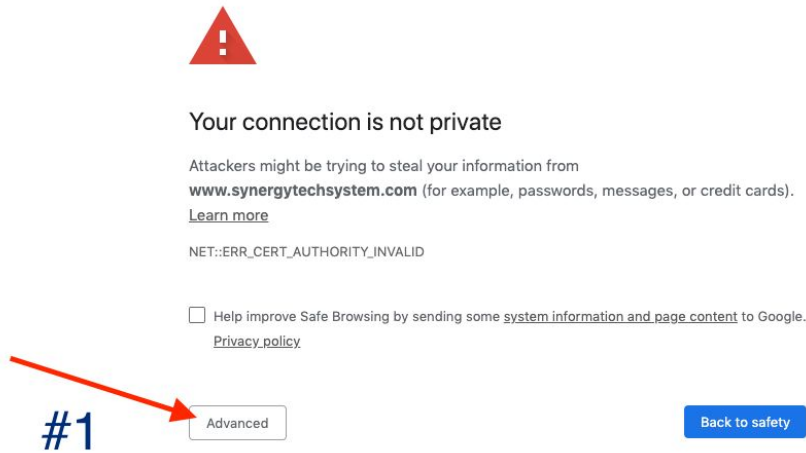 Your connection is not private
Attackers might be trying to steal your information from
www.synergytechsystem.com (for example, passwords, messages, or credit cards).
Learn more
NET::ERR_CERT_AUTHORITY_INVALID
Help improve Safe Browsing by sending some system information and page content to Google.
Privacy policy
#1
Advanced
Back to safety